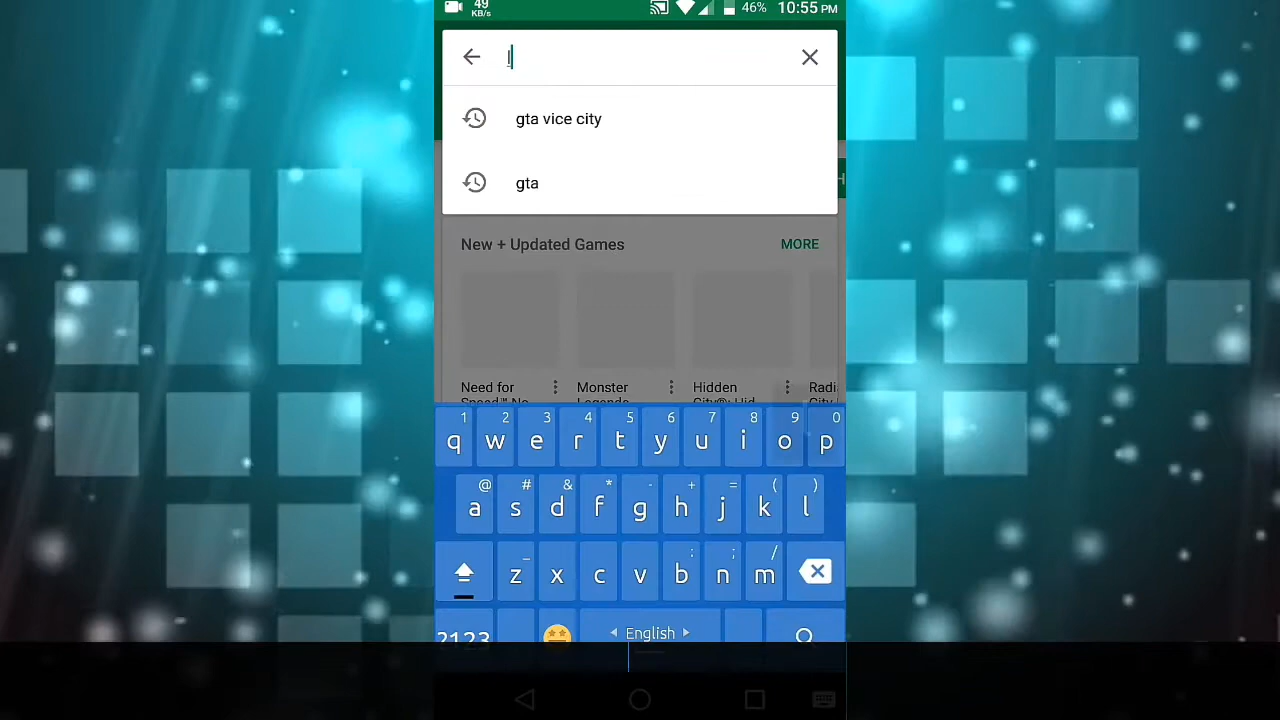 49
KB/s
46% 10:55 PM
l
gta vice city
gta
New + Updated Games
MORE
Need for
Monster
Hidden
1 2 3 4 5 6 7 8 9 0
q w e r t y u i o p
@ # & * - + = ( )
a s d f g h j k l
_ : ; /
z x c v b n m
?123
English